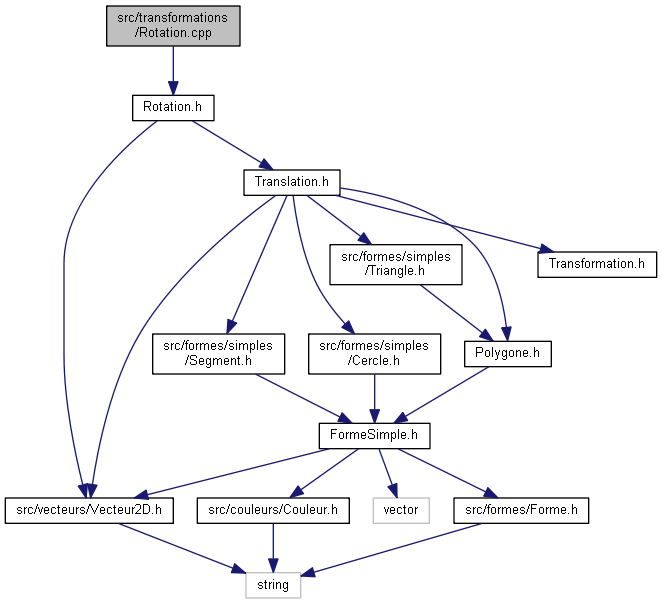 src/transformations
/Rotation.cpp
Rotation.h
Translation.h
src/formes/simples
/Triangle.h
Transformation.h
src/formes/simples
/Segment.h
src/formes/simples
/Cercle.h
Polygone.h
FormeSimple.h
src/vecteurs/Vecteur2D.h
src/couleurs/Couleur.h
vector
src/formes/Forme.h
string